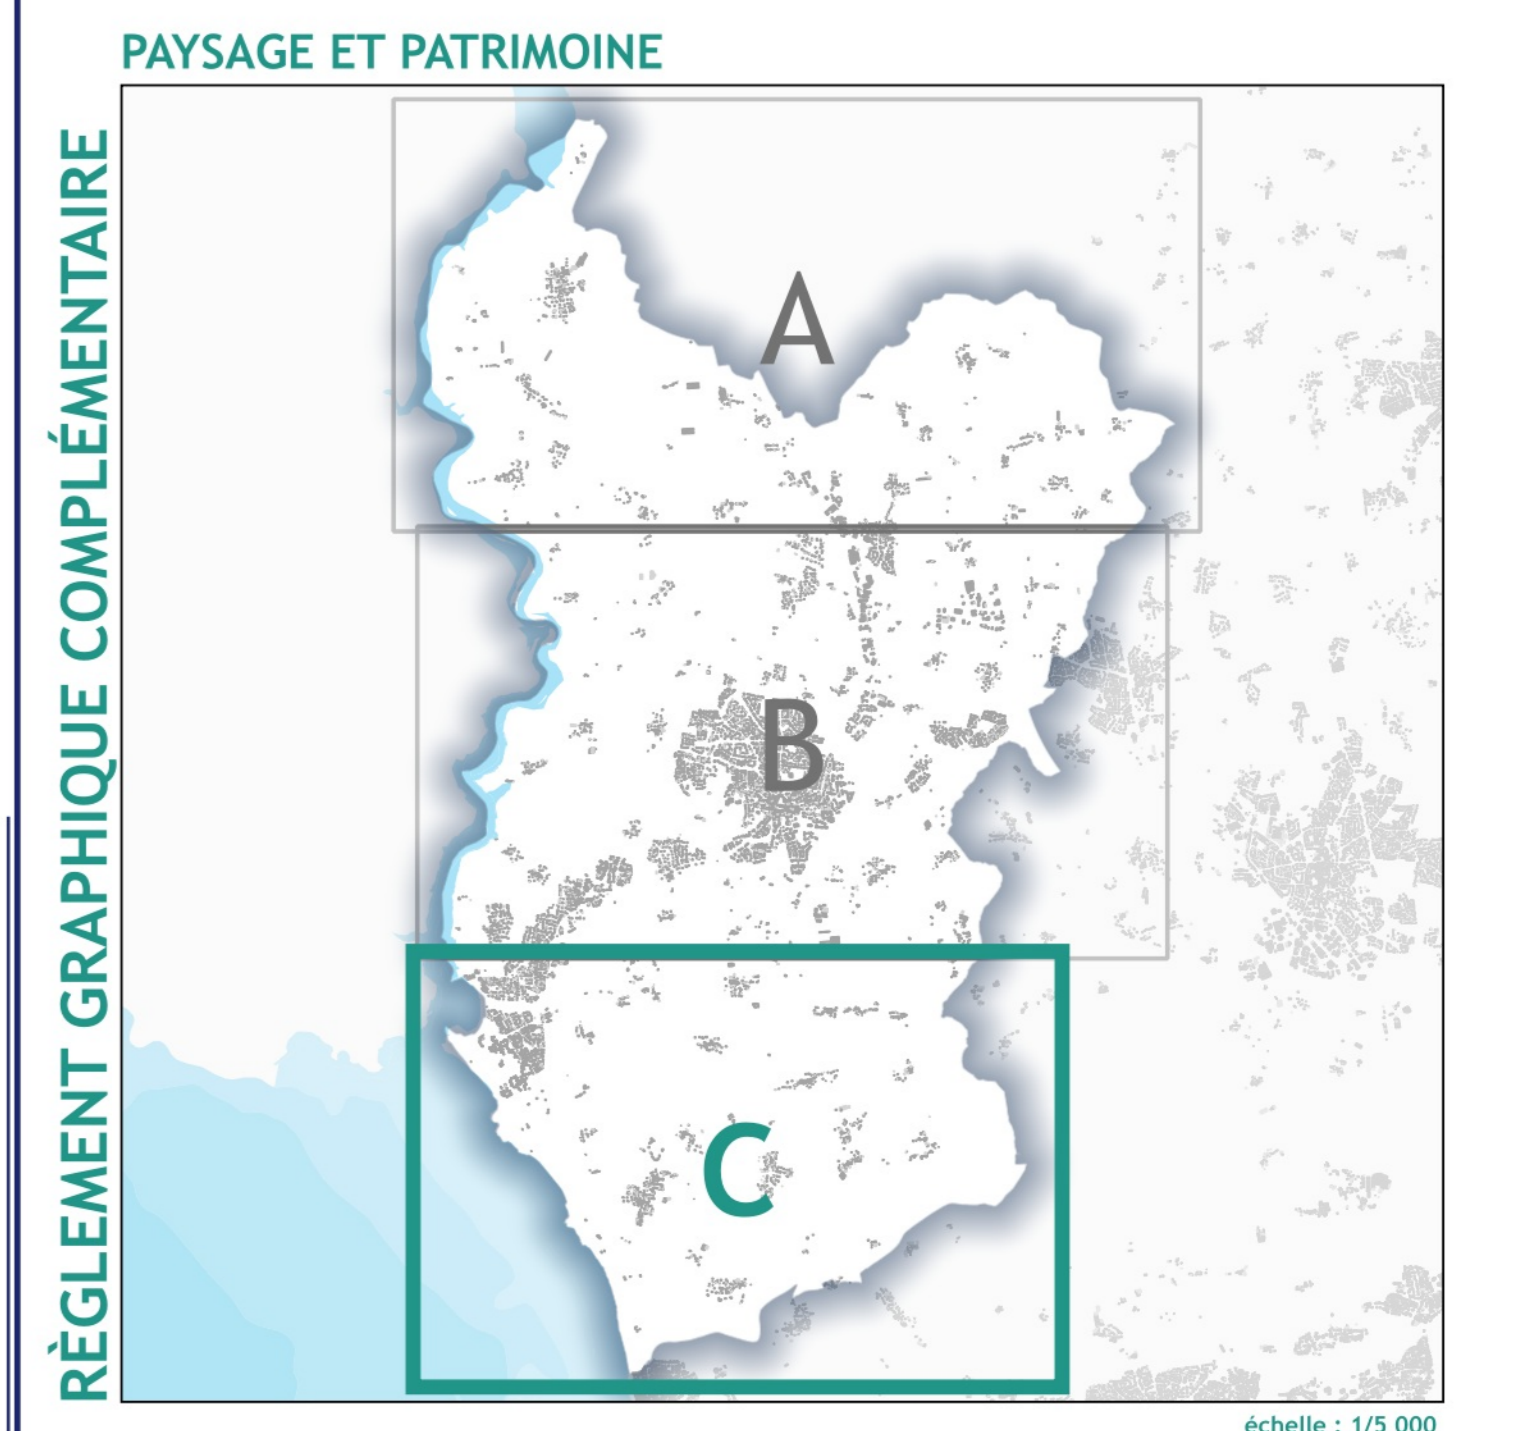 PAYSAGE ET PATRIMOINE
RÈGLEMENT GRAPHIQUE COMPLÉMENTAIRE
A
B
C
échelle : 1/5 000